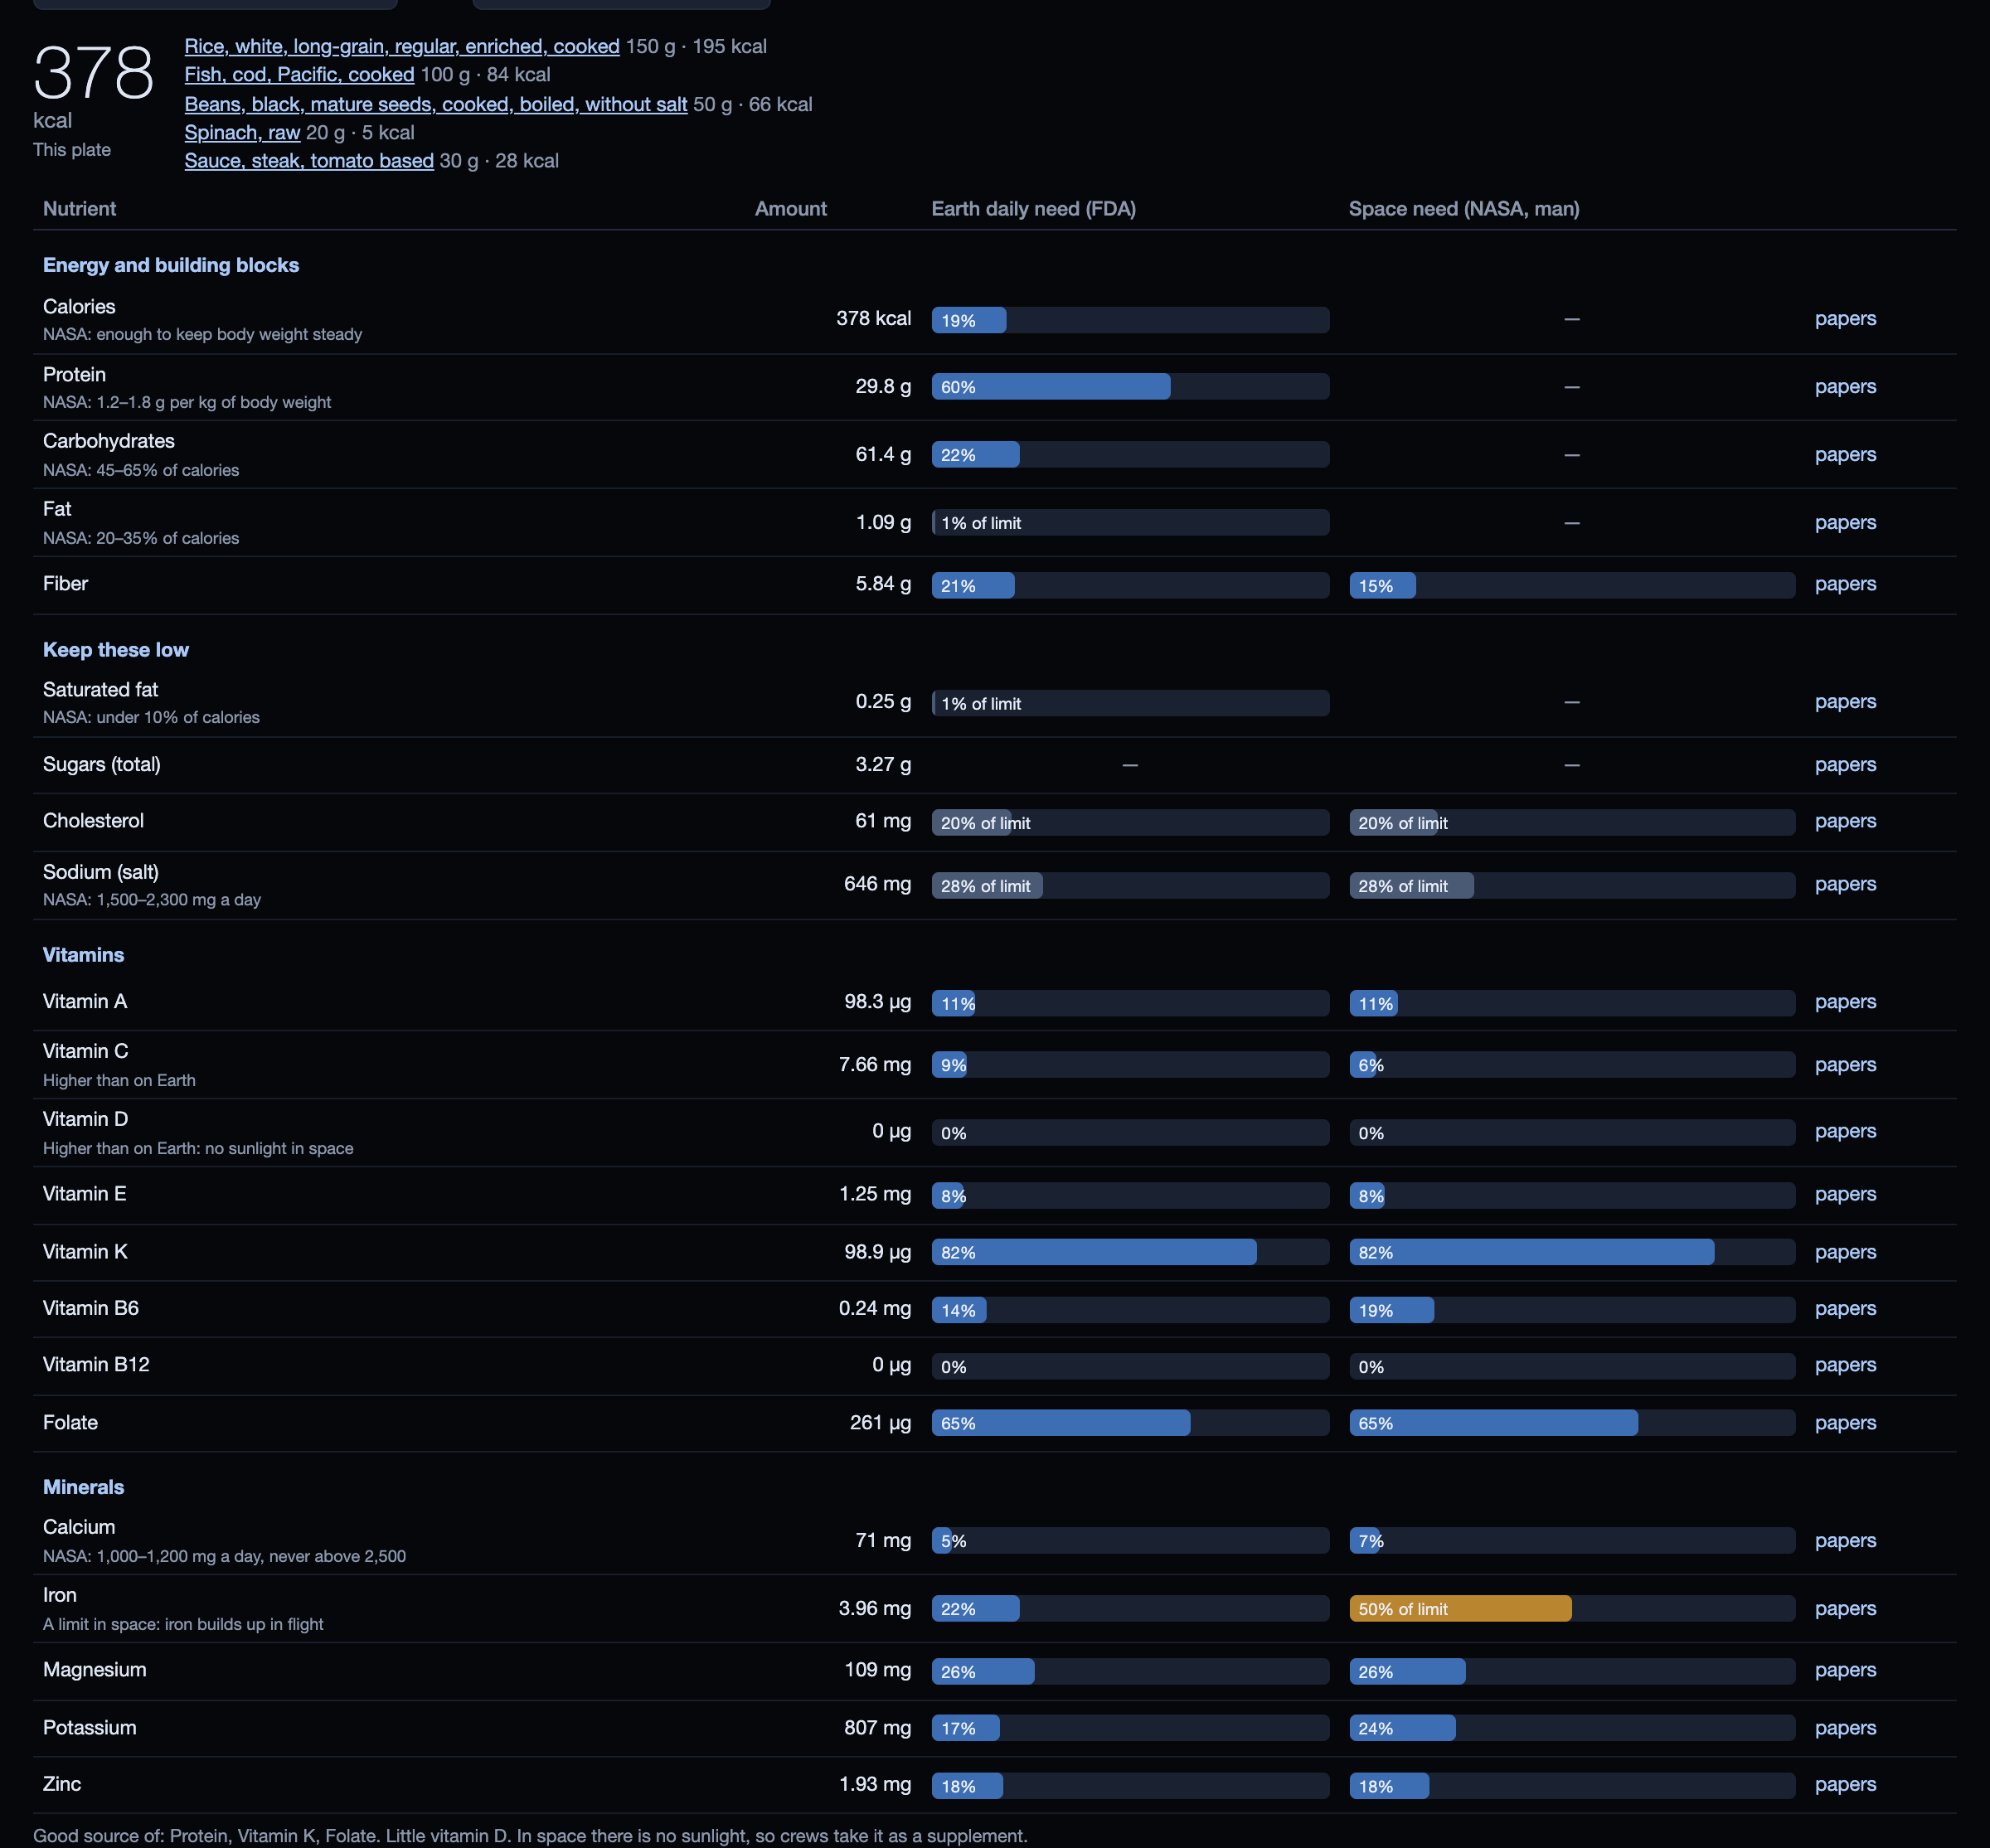 378
kcal
This plate
Rice, white, long-grain, regular, enriched, cooked 150 g · 195 kcal
Fish, cod, Pacific, cooked 100 g · 84 kcal
Beans, black, mature seeds, cooked, boiled, without salt 50 g · 66 kcal
Spinach, raw 20 g · 5 kcal
Sauce, steak, tomato based 30 g · 28 kcal
Nutrient Amount Earth daily need (FDA) Space need (NASA, man)
Energy and building blocks
Calories 378 kcal 19% — papers
NASA: enough to keep body weight steady
Protein 29.8 g 60% — papers
NASA: 1.2–1.8 g per kg of body weight
Carbohydrates 61.4 g 22% — papers
NASA: 45–65% of calories
Fat 1.09 g 1% of limit — papers
NASA: 20–35% of calories
Fiber 5.84 g 21% 15% papers
Keep these low
Saturated fat 0.25 g 1% of limit — papers
NASA: under 10% of calories
Sugars (total) 3.27 g — — papers
Cholesterol 61 mg 20% of limit 20% of limit papers
Sodium (salt) 646 mg 28% of limit 28% of limit papers
NASA: 1,500–2,300 mg a day
Vitamins
Vitamin A 98.3 µg 11% 11% papers
Vitamin C 7.66 mg 9% 6% papers
Higher than on Earth
Vitamin D 0 µg 0% 0% papers
Higher than on Earth: no sunlight in space
Vitamin E 1.25 mg 8% 8% papers
Vitamin K 98.9 µg 82% 82% papers
Vitamin B6 0.24 mg 14% 19% papers
Vitamin B12 0 µg 0% 0% papers
Folate 261 µg 65% 65% papers
Minerals
Calcium 71 mg 5% 7% papers
NASA: 1,000–1,200 mg a day, never above 2,500
Iron 3.96 mg 22% 50% of limit papers
A limit in space: iron builds up in flight
Magnesium 109 mg 26% 26% papers
Potassium 807 mg 17% 24% papers
Zinc 1.93 mg 18% 18% papers
Good source of: Protein, Vitamin K, Folate. Little vitamin D. In space there is no sunlight, so crews take it as a supplement.